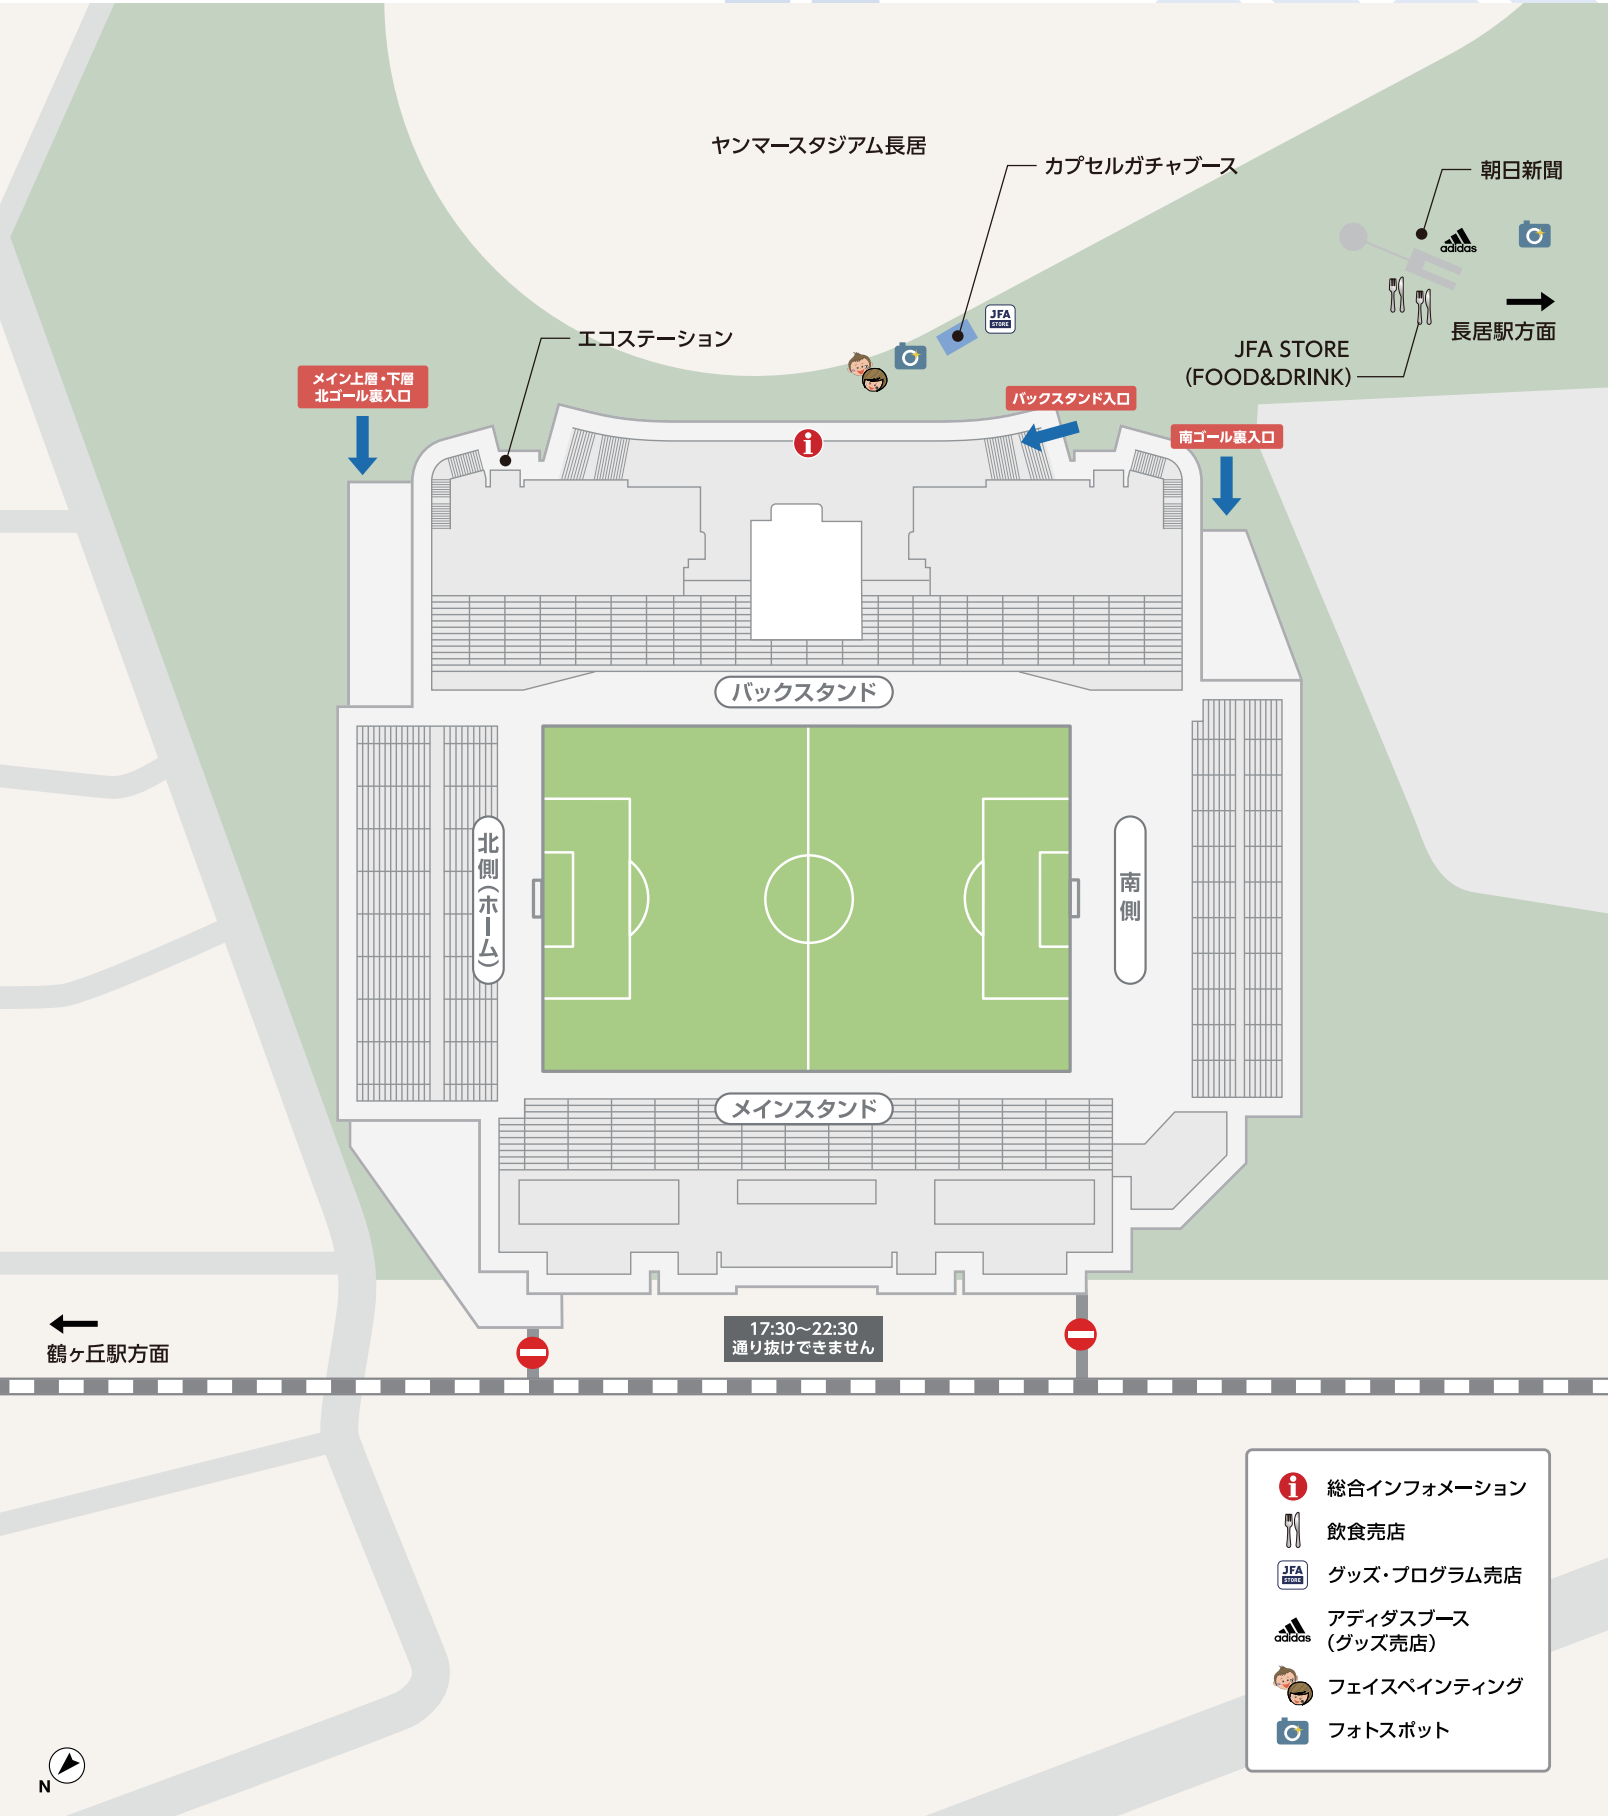 ヤンマースタジアム長居
カプセルガチャブース
朝日新聞
adidas
長居駅方面
JFA
STORE
エコステーション
JFA STORE
(FOOD&DRINK)
メイン上層・下層
北ゴール裏入口
バックスタンド入口
南ゴール裏入口
i
バックスタンド
北側(ホーム)
南側
メインスタンド
17:30〜22:30
通り抜けできません
鶴ヶ丘駅方面
i
総合インフォメーション
飲食売店
JFA
STORE
グッズ・プログラム売店
adidas
アディダスブース
(グッズ売店)
フェイスペインティング
フォトスポット
N